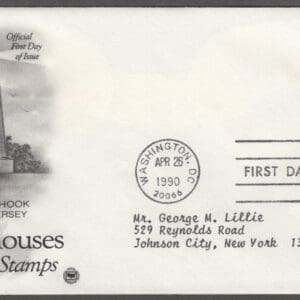 Official
First Day
of Issue
WASHINGTON, DC
APR 26
1990
20066
FIRST DA
HOOK
ERSEY
ouses
Stamps
Mr. George M. Lillie
529 Reynolds Road
Johnson City, New York 13